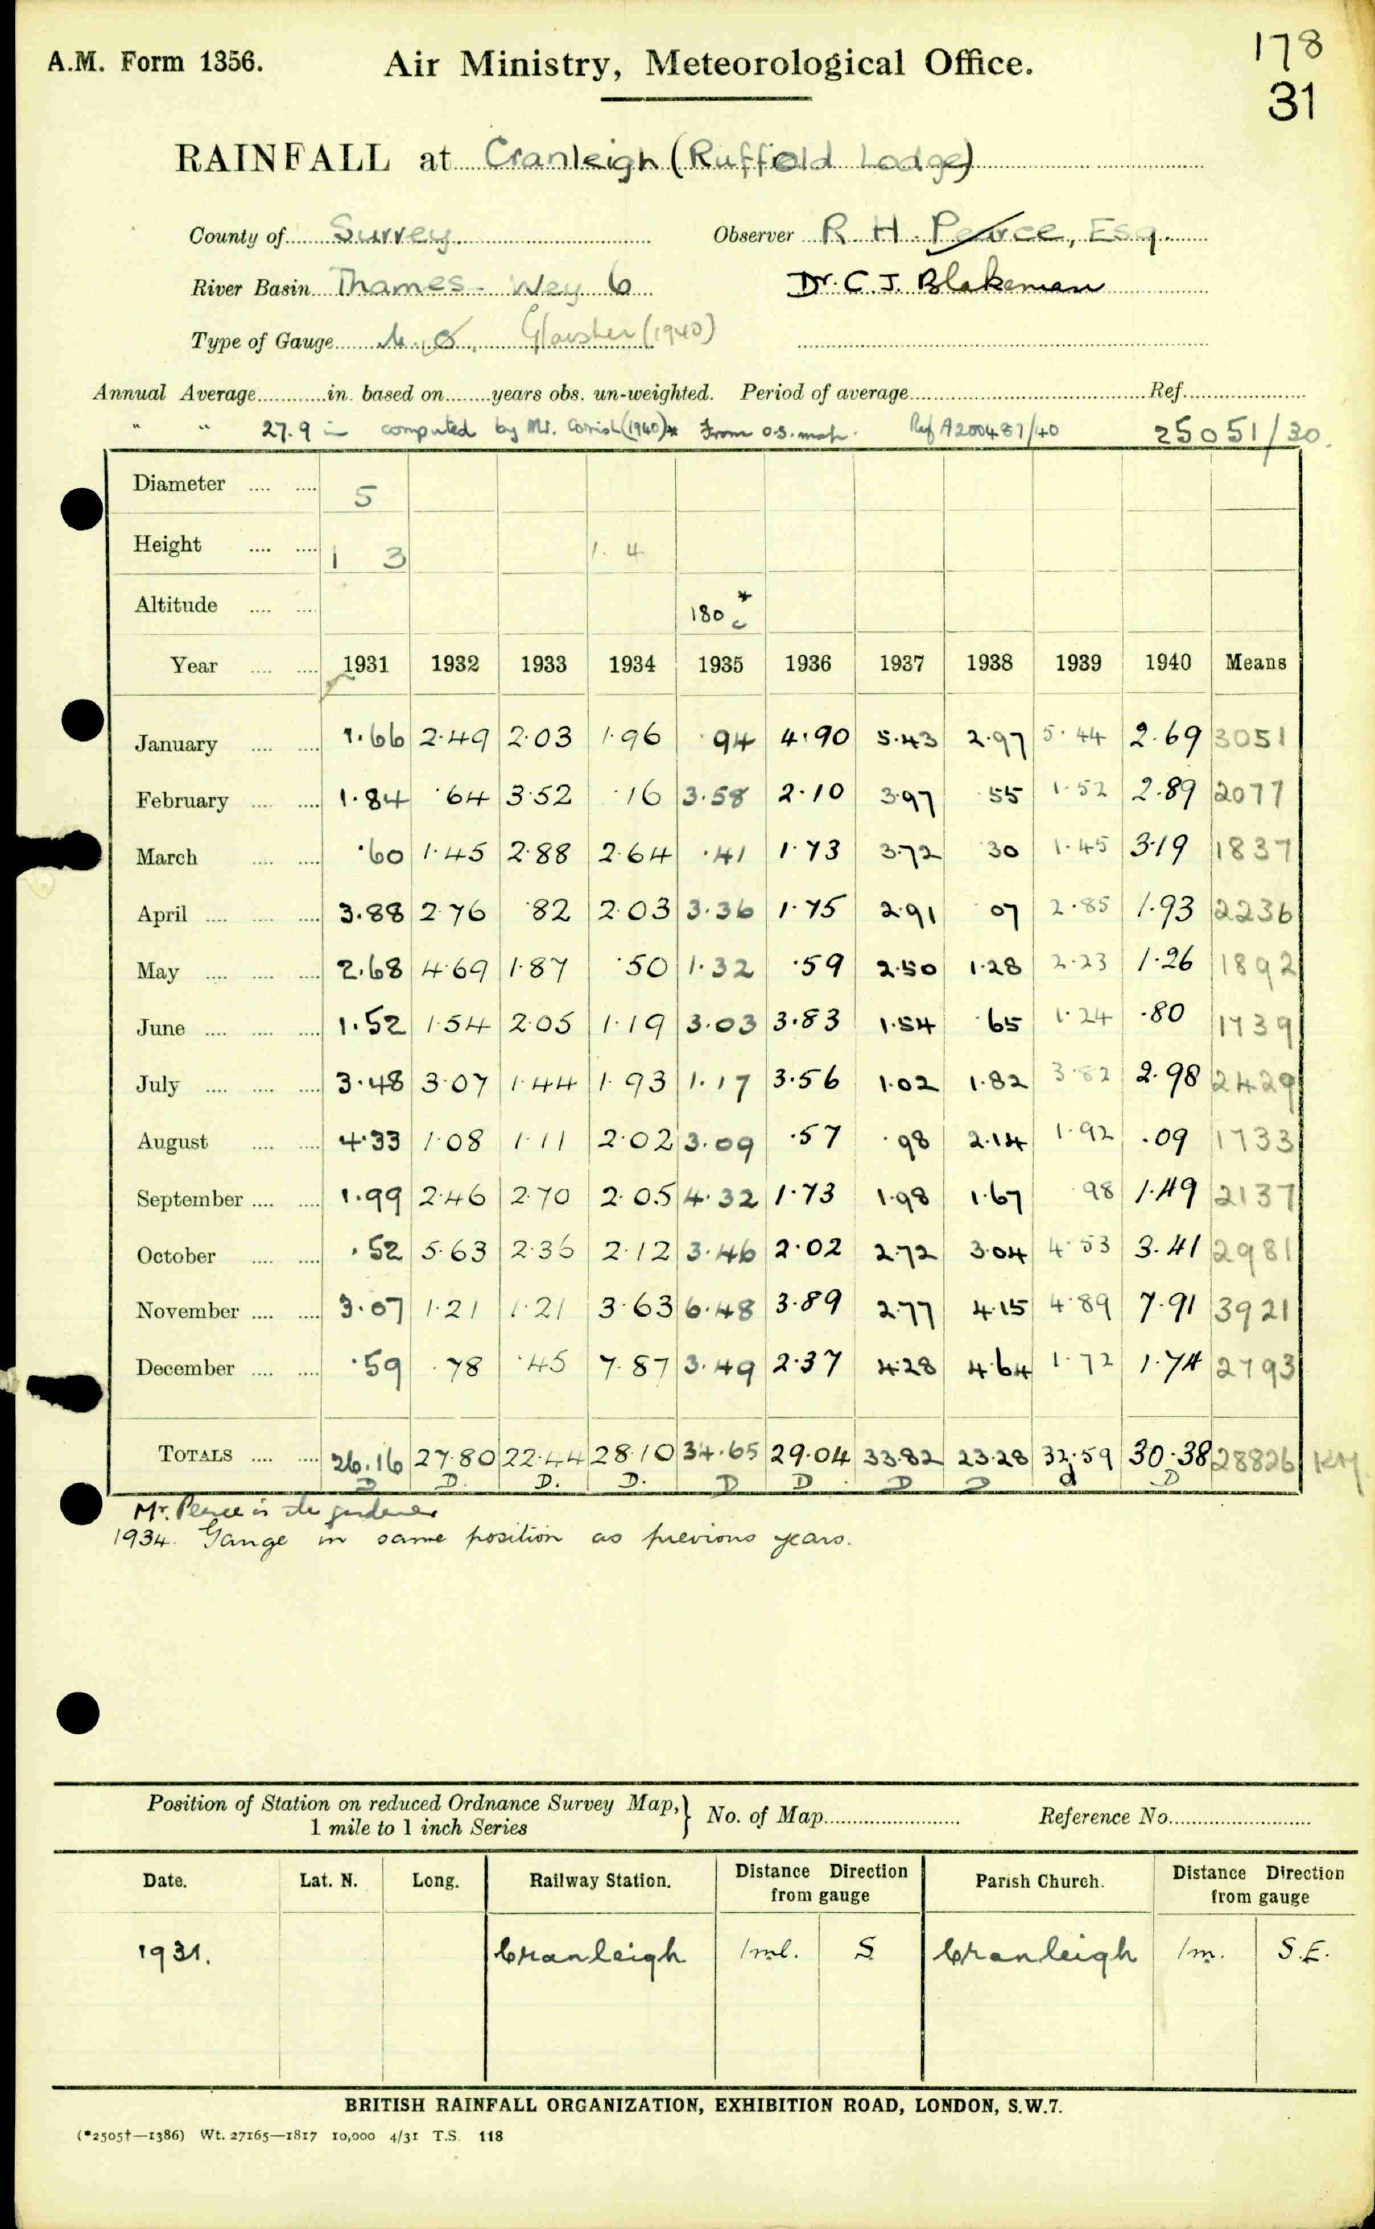 A.M. Form 1356.
Air Ministry, Meteorological Office.
178
31
RAINFALL at Cranleigh (Ruffold Lodge)
County of Surrey Observer R. H. Pearce, Esq.
River Basin Thames - Wey 6 Dr. C J. Blakeman
Type of Gauge M.O. Glaisher (1940)
Annual Average in. based on years obs. un-weighted. Period of average Ref.
" " 27.9 in computed by Mr. Cornish (1940) * From O.S. map. Ref A200487/40 25051/30.
Diameter 5
Height 1 3 1. 4
Altitude 180 * c
Year 1931 1932 1933 1934 1935 1936 1937 1938 1939 1940 Means
January 1.66 2.49 2.03 1.96 .94 4.90 5.43 2.97 5.44 2.69 3051
February 1.84 .64 3.52 .16 3.58 2.10 3.97 .55 1.52 2.89 2077
March .60 1.45 2.88 2.64 .41 1.73 3.72 30 1.45 3.19 1837
April 3.88 2.76 .82 2.03 3.36 1.75 2.91 07 2.85 1.93 2236
May 2.68 4.69 1.87 .50 1.32 .59 2.50 1.28 2.23 1.26 1892
June 1.52 1.54 2.05 1.19 3.03 3.83 1.54 .65 1.24 .80 1739
July 3.48 3.07 1.44 1.93 1.17 3.56 1.02 1.82 3.82 2.98 2429
August 4.33 1.08 1.11 2.02 3.09 .57 .98 2.14 1.92 .09 1733
September 1.99 2.46 2.70 2.05 4.32 1.73 1.98 1.67 98 1.49 2137
October .52 5.63 2.36 2.12 3.46 2.02 2.72 3.04 4.53 3.41 2981
November 3.07 1.21 1.21 3.63 6.48 3.89 2.77 4.15 4.89 7.91 3921
December .59 .78 .45 7.87 3.49 2.37 4.28 4.64 1.72 1.74 2793
TOTALS 26.16 27.80 22.44 28.10 34.65 29.04 33.82 23.28 32.59 30.38 28826
D D. D. D. D D D D d D
Mr. Pearce is the gardener
1934. Gauge in same position as previous years.
Position of Station on reduced Ordnance Survey Map, 1 mile to 1 inch Series } No. of Map Reference No.
Date. Lat. N. Long. Railway Station. Distance Direction from gauge Parish Church. Distance Direction from gauge
1931. Cranleigh 1ml. S Cranleigh 1m. S.E.
BRITISH RAINFALL ORGANIZATION, EXHIBITION ROAD, LONDON, S.W.7.
(*2505†—1386) Wt. 27165—1817 10,000 4/31 T.S. 118